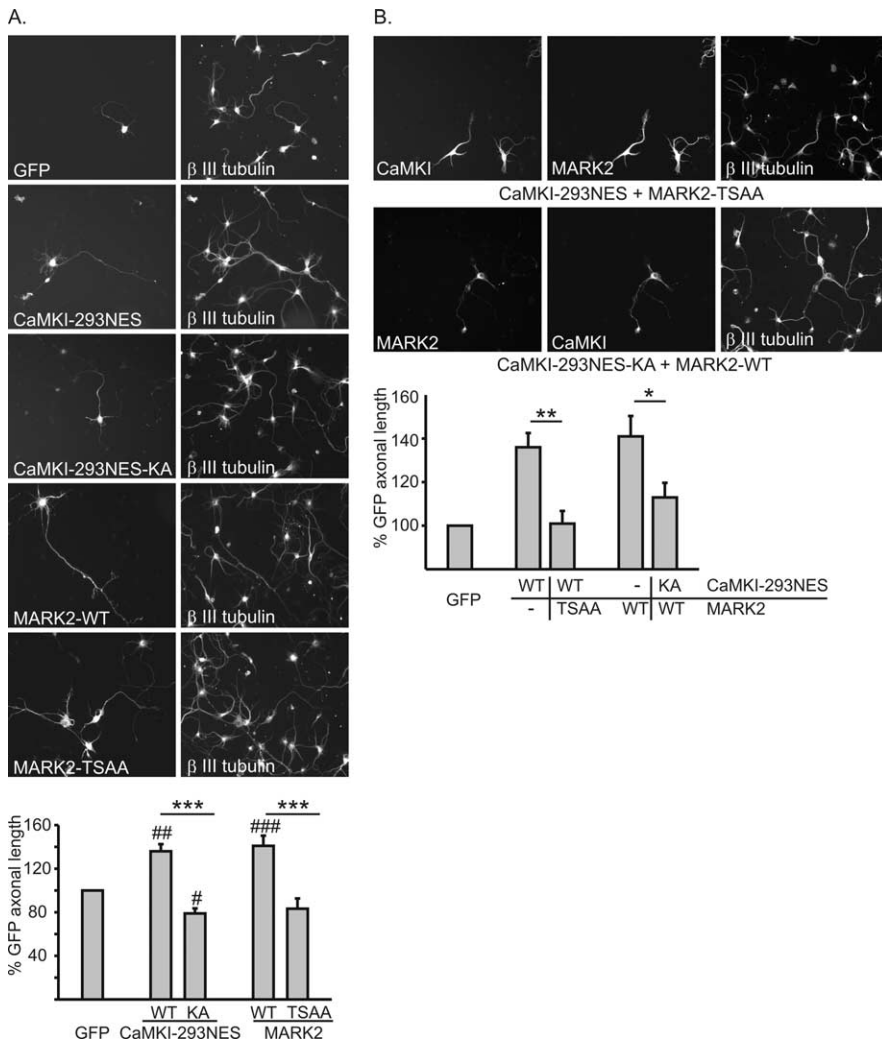 A.
GFP
β III tubulin
CaMKI-293NES
β III tubulin
CaMKI-293NES-KA
β III tubulin
MARK2-WT
β III tubulin
MARK2-TSAA
β III tubulin
% GFP axonal length
160
120
80
40
##
***
#
###
***
WT KA
WT TSAA
GFP
CaMKI-293NES
MARK2
B.
CaMKI
MARK2
β III tubulin
CaMKI-293NES + MARK2-TSAA
MARK2
CaMKI
β III tubulin
CaMKI-293NES-KA + MARK2-WT
% GFP axonal length
160
140
100
**
*
GFP
WT WT - KA CaMKI-293NES
- TSAA WT WT MARK2